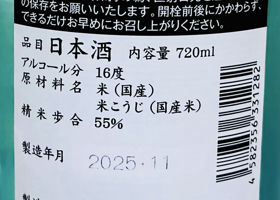 の保存をお願いいたします。開栓前後にかかわらず、
できるだけお早めにお召し上がりください。
品目 日本酒 内容量 720ml
アルコール分 16度
原材料名 米(国産)
米こうじ(国産米)
精米歩合 55%
製造年月 2025・11
4582356331282